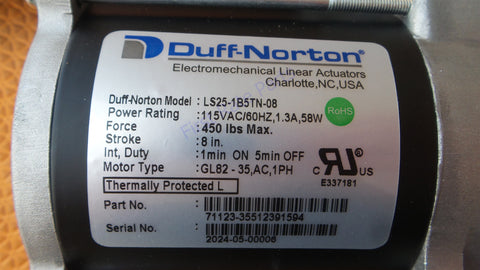 Duff-Norton®
Electromechanical Linear Actuators
Charlotte,NC,USA
Duff-Norton Model : LS25-1B5TN-08
Power Rating :115VAC/60HZ,1.3A,58W
Force :450 lbs Max.
Stroke :8 in.
Int, Duty :1min ON 5min OFF
Motor Type :GL82 - 35,AC,1PH
Thermally Protected L
RoHS
C RU US
E337181
Part No. :
71123-35512391594
Serial No. :
2024-05-00006